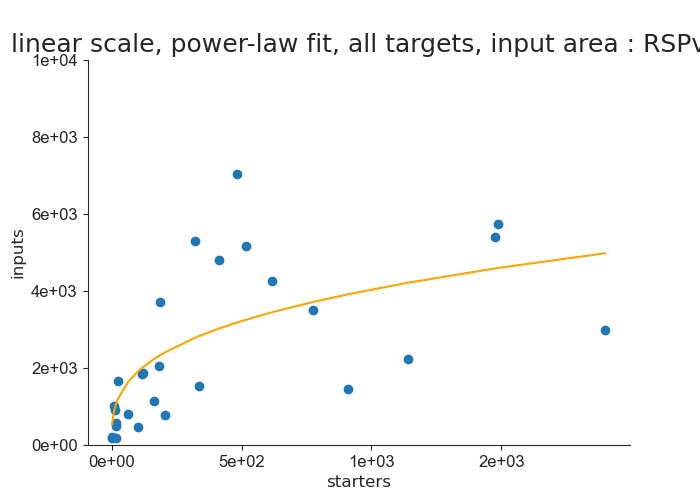 linear scale, power-law fit, all targets, input area : RSPv
1e+04
8e+03
6e+03
4e+03
2e+03
0e+00
inputs
0e+00 5e+02 1e+03 2e+03
starters